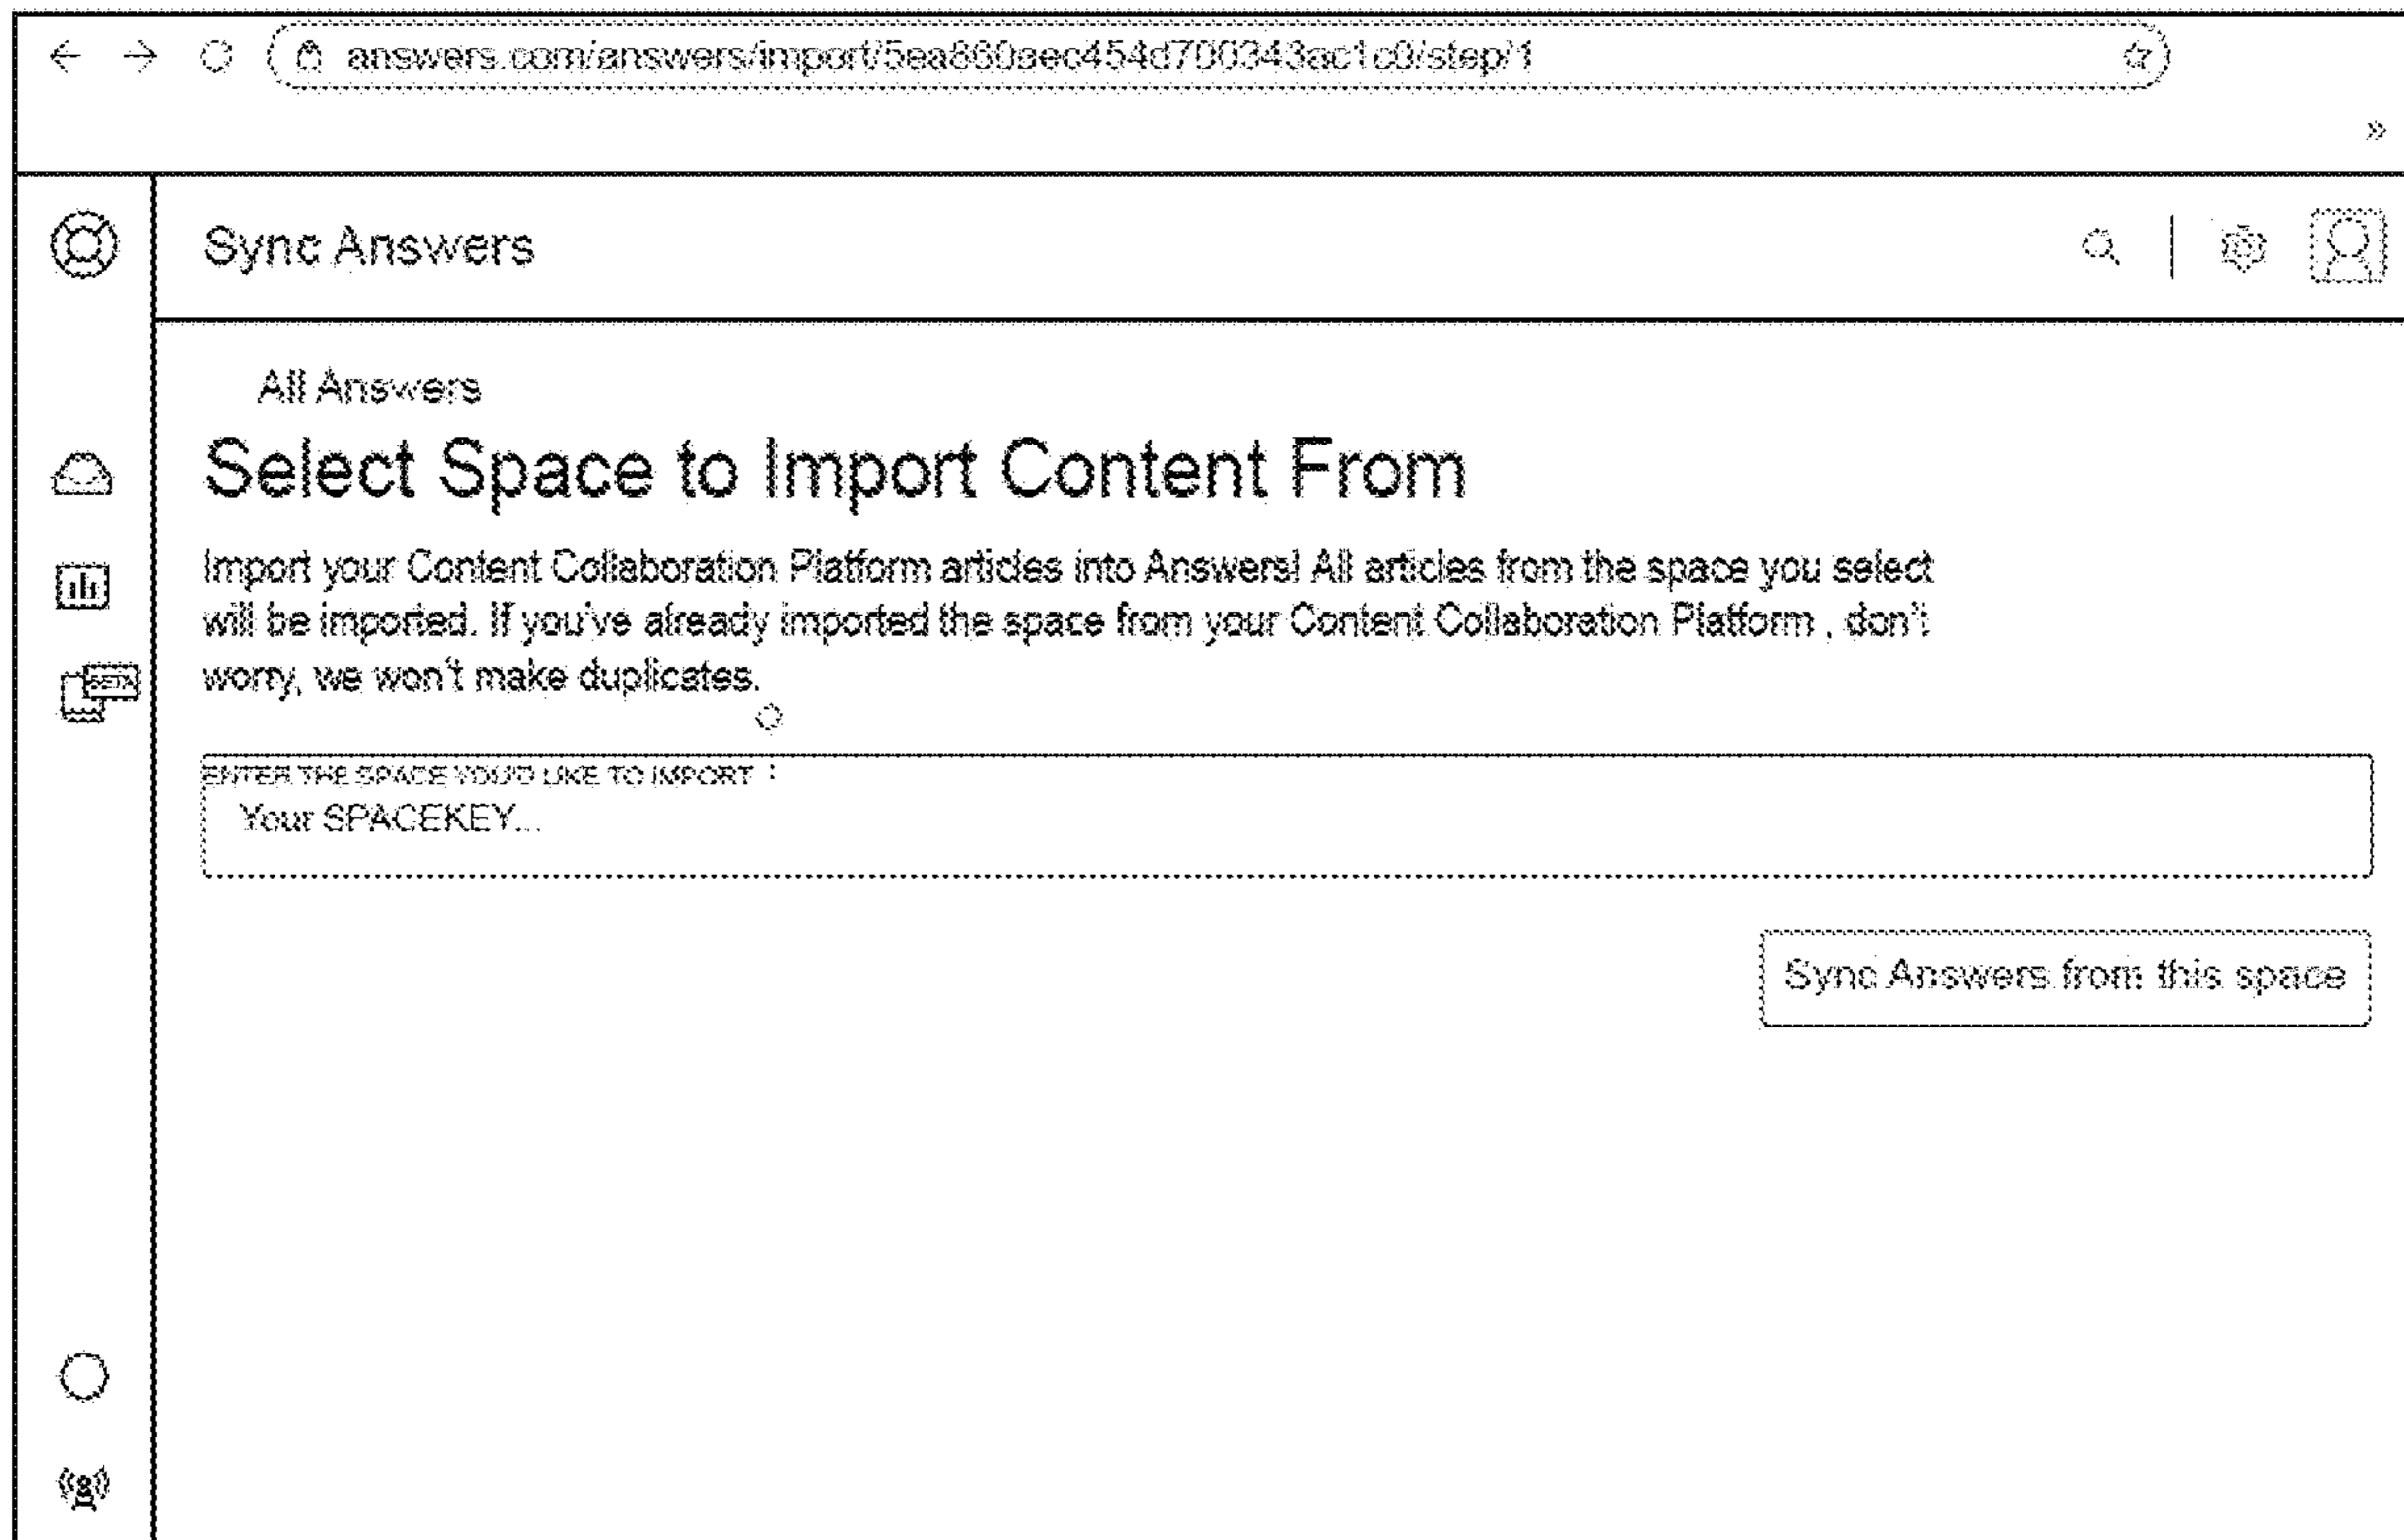 answers.com/answers/import/5ea860aec454d700343ac1c0/step/1
Sync Answers
All Answers
Select Space to Import Content From
Import your Content Collaboration Platform articles into Answers! All articles from the space you select
will be imported. If you've already imported the space from your Content Collaboration Platform , don't
worry, we won't make duplicates.
BETA
ENTER THE SPACE YOU'D LIKE TO IMPORT :
Your SPACEKEY...
Sync Answers from this space